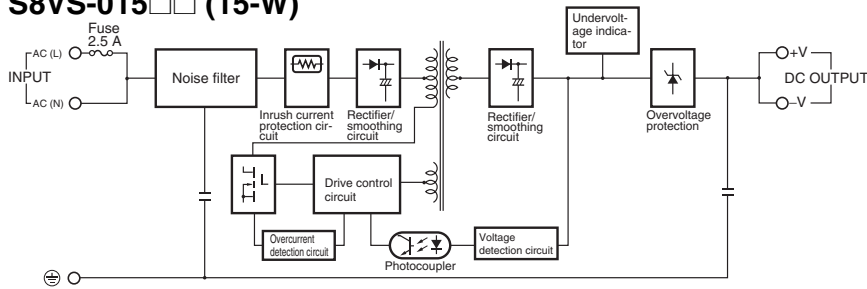 S8VS-015□□ (15-W)
Fuse
2.5 A
AC (L)
INPUT
AC (N)
Noise filter
Inrush current
protection cir-
cuit
Rectifier/
smoothing
circuit
Rectifier/
smoothing
circuit
Undervolt-
age indica-
tor
Overvoltage
protection
+V
DC OUTPUT
–V
Drive control
circuit
Overcurrent
detection circuit
Photocoupler
Voltage
detection circuit